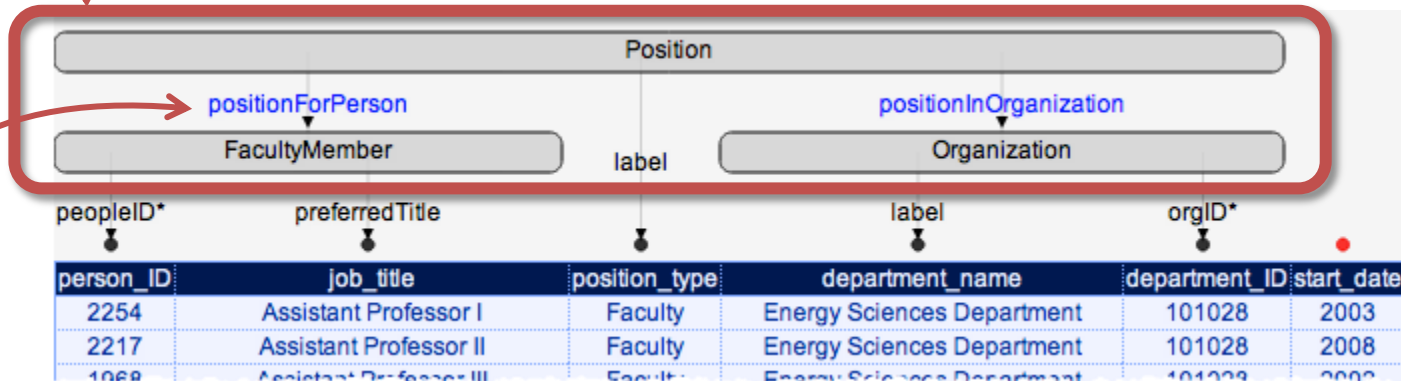 Position
positionForPerson positionInOrganization
FacultyMember label Organization
peopleID* preferredTitle label orgID*
person_ID job_title position_type department_name department_ID start_date
2254 Assistant Professor I Faculty Energy Sciences Department 101028 2003
2217 Assistant Professor II Faculty Energy Sciences Department 101028 2008